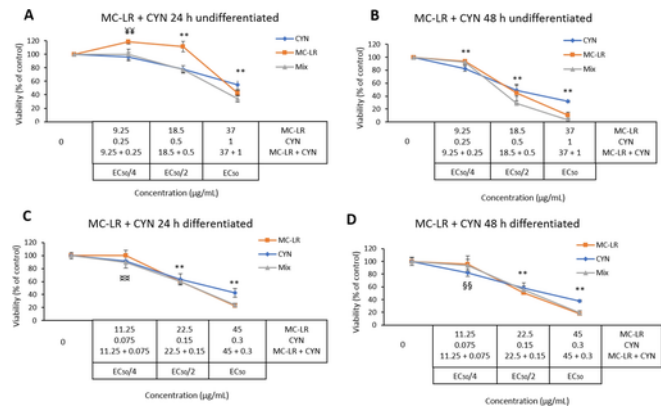 A
MC-LR + CYN 24 h undifferentiated
Viability (% of control)
140
120
100
80
60
40
20
0
¥¥
**
**
CYN
MC-LR
Mix
0
9.25 18.5 37 MC-LR
0.25 0.5 1 CYN
9.25 + 0.25 18.5 + 0.5 37 + 1 MC-LR + CYN
EC50/4 EC50/2 EC50
Concentration (µg/mL)
B
MC-LR + CYN 48 h undifferentiated
Viability (% of control)
140
120
100
80
60
40
20
0
**
**
**
CYN
MC-LR
Mix
0
9.25 18.5 37 MC-LR
0.25 0.5 1 CYN
9.25 + 0.25 18.5 + 0.5 37 + 1 MC-LR + CYN
EC50/4 EC50/2 EC50
Concentration (µg/mL)
C
MC-LR + CYN 24 h differentiated
Viability (% of control)
120
100
80
60
40
20
0
**
**
MC-LR
CYN
Mix
0
11.25 22.5 45 MC-LR
0.075 0.15 0.3 CYN
11.25 + 0.075 22.5 + 0.15 45 + 0.3 MC-LR + CYN
EC50/4 EC50/2 EC50
Concentration (µg/mL)
D
MC-LR + CYN 48 h differentiated
Viability (% of control)
140
120
100
80
60
40
20
0
§§
**
**
MC-LR
CYN
Mix
0
11.25 22.5 45 MC-LR
0.075 0.15 0.3 CYN
11.25 + 0.075 22.5 + 0.15 45 + 0.3 MC-LR + CYN
EC50/4 EC50/2 EC50
Concentration (µg/mL)